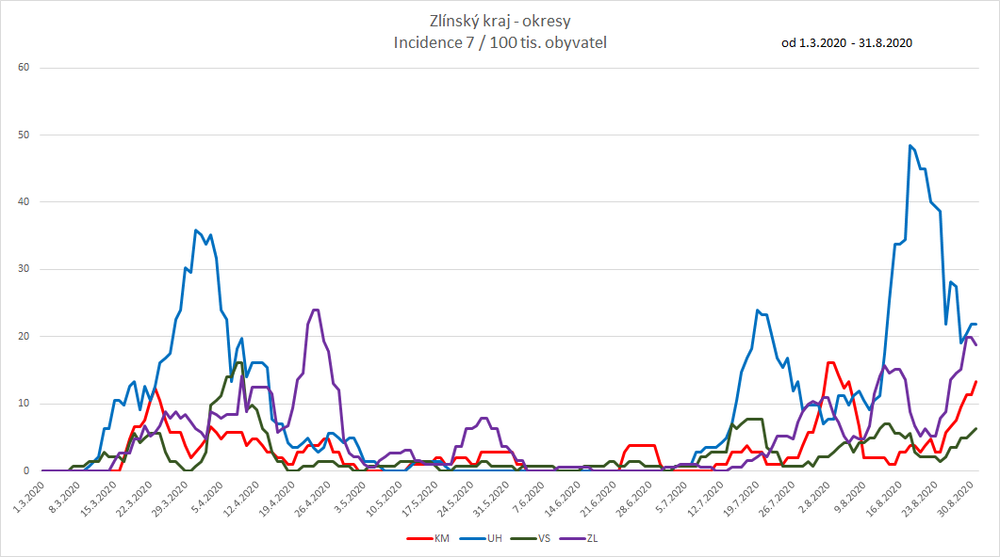 Zlínský kraj - okresy
Incidence 7 / 100 tis. obyvatel
od 1.3.2020 - 31.8.2020
60
50
40
30
20
10
0
1.3.2020 8.3.2020 15.3.2020 22.3.2020 29.3.2020 5.4.2020 12.4.2020 19.4.2020 26.4.2020 3.5.2020 10.5.2020 17.5.2020 24.5.2020 31.5.2020 7.6.2020 14.6.2020 21.6.2020 28.6.2020 5.7.2020 12.7.2020 19.7.2020 26.7.2020 2.8.2020 9.8.2020 16.8.2020 23.8.2020 30.8.2020
KM UH VS ZL